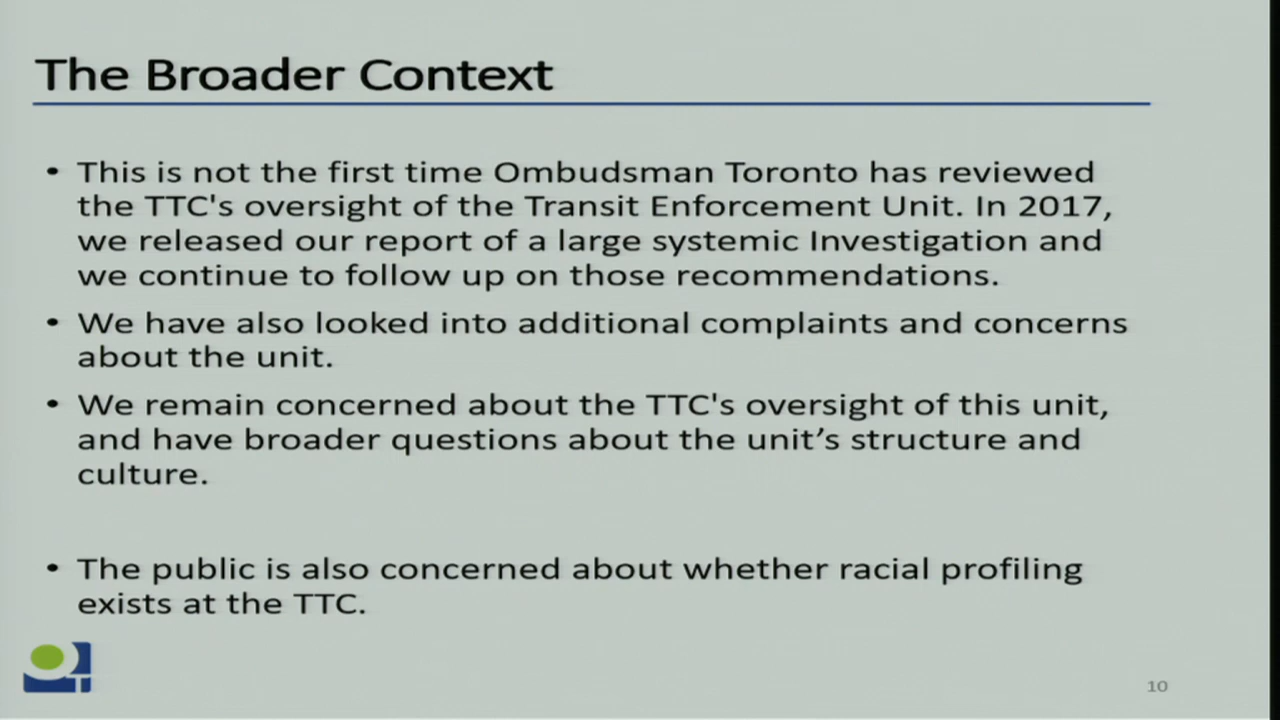 The Broader Context
• This is not the first time Ombudsman Toronto has reviewed
the TTC's oversight of the Transit Enforcement Unit. In 2017,
we released our report of a large systemic Investigation and
we continue to follow up on those recommendations.
• We have also looked into additional complaints and concerns
about the unit.
• We remain concerned about the TTC's oversight of this unit,
and have broader questions about the unit’s structure and
culture.
• The public is also concerned about whether racial profiling
exists at the TTC.
10